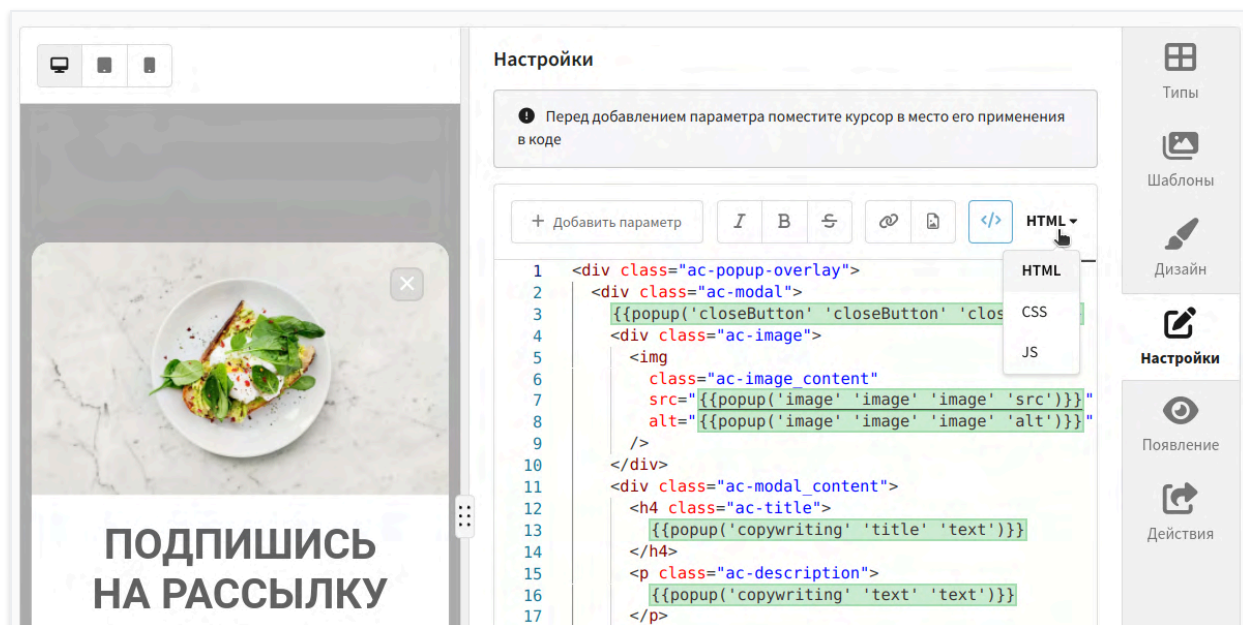 Настройки
Перед добавлением параметра поместите курсор в место его применения
в коде
+ Добавить параметр
I B S </> HTML
HTML
CSS
JS
1 <div class="ac-popup-overlay">
2 <div class="ac-modal">
3 {{popup('closeButton' 'closeButton' 'clos
4 <div class="ac-image">
5 <img
6 class="ac-image_content"
7 src="{{popup('image' 'image' 'image' 'src')}}"
8 alt="{{popup('image' 'image' 'image' 'alt')}}"
9 />
10 </div>
11 <div class="ac-modal_content">
12 <h4 class="ac-title">
13 {{popup('copywriting' 'title' 'text')}}
14 </h4>
15 <p class="ac-description">
16 {{popup('copywriting' 'text' 'text')}}
17 </p>
ПОДПИШИСЬ
НА РАССЫЛКУ
Типы
Шаблоны
Дизайн
Настройки
Появление
Действия